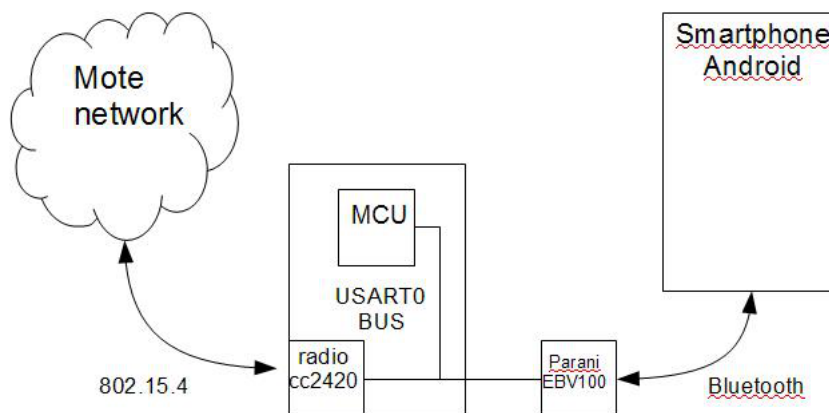 Mote
network
Smartphone
Android
MCU
USART0
BUS
radio
cc2420
Parani
EBV100
802.15.4
Bluetooth